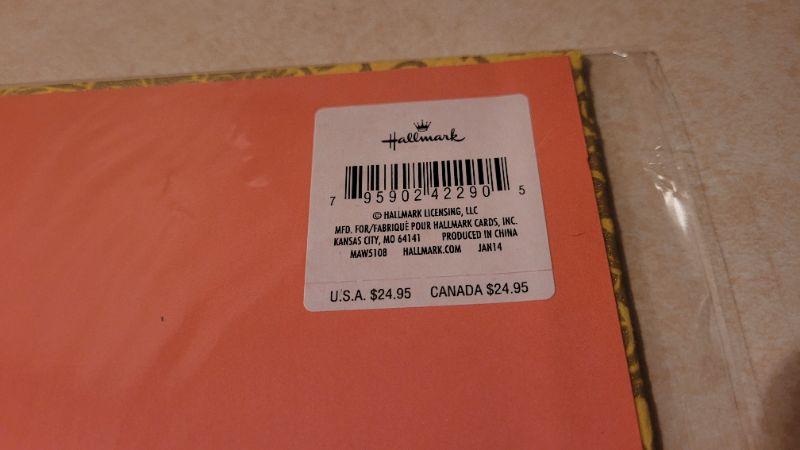 Hallmark
7 95902 42290 5
© HALLMARK LICENSING, LLC
MFD. FOR/FABRIQUÉ POUR HALLMARK CARDS, INC.
KANSAS CITY, MO 64141 PRODUCED IN CHINA
MAW5108 HALLMARK.COM JAN14
U.S.A. $24.95 CANADA $24.95